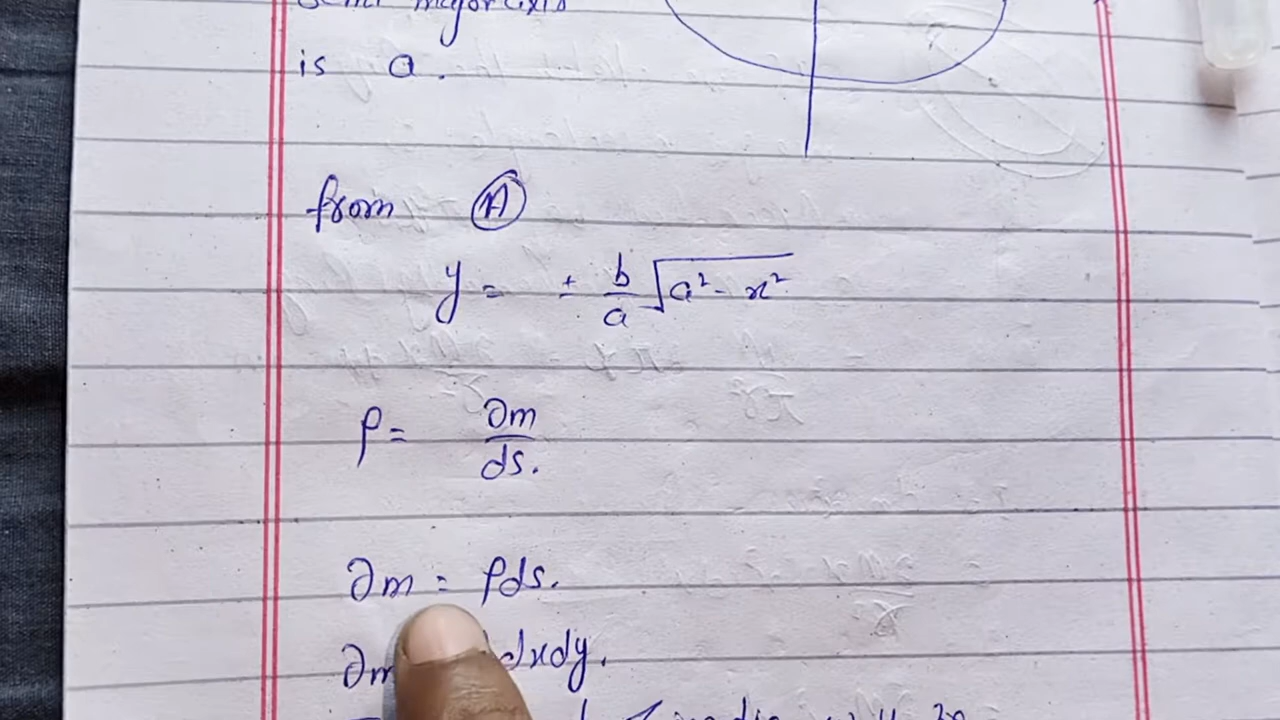 is a.
from Ⓐ
y = ± b/a √(a² - x²)
ρ = ∂m/ds.
∂m = ρds.
∂m dxdy.